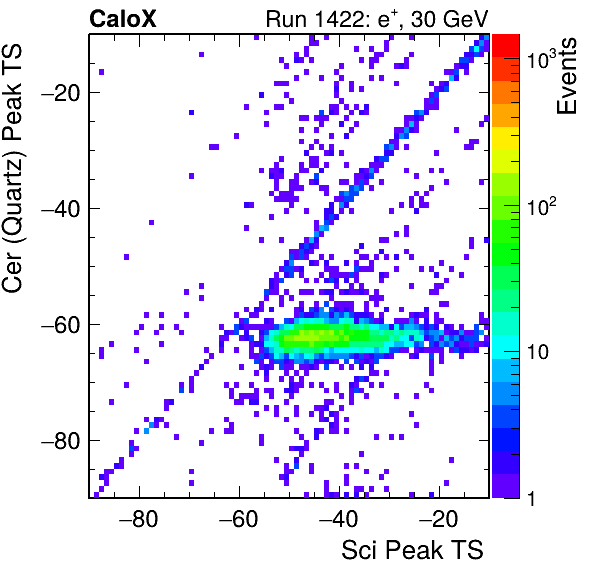 CaloX Run 1422: e⁺, 30 GeV
Cer (Quartz) Peak TS
−20
−40
−60
−80
−80 −60 −40 −20
Sci Peak TS
Events
10³
10²
10
1